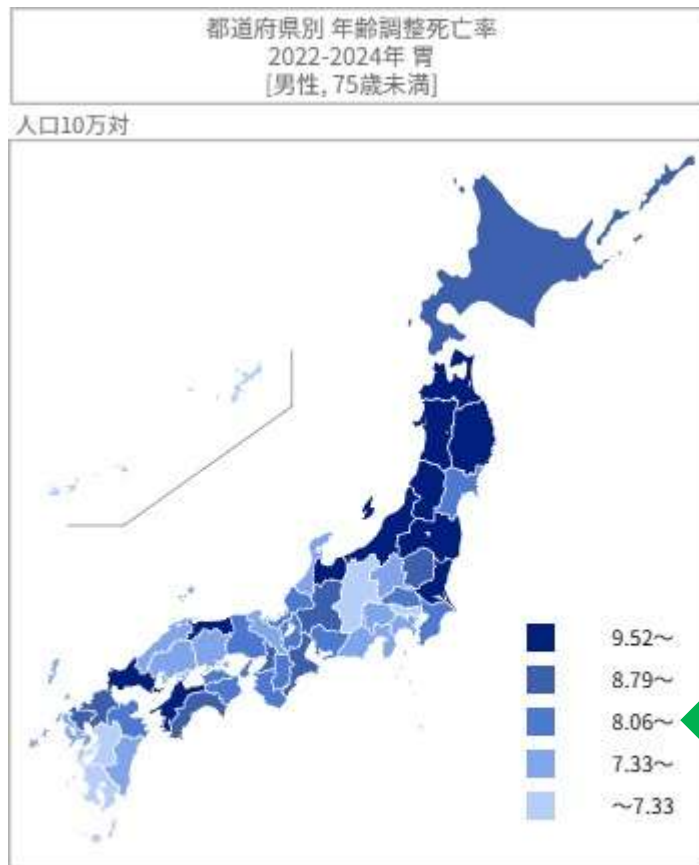 都道府県別 年齢調整死亡率
2022-2024年 胃
[男性, 75歳未満]
人口10万対
9.52～
8.79～
8.06～
7.33～
～7.33